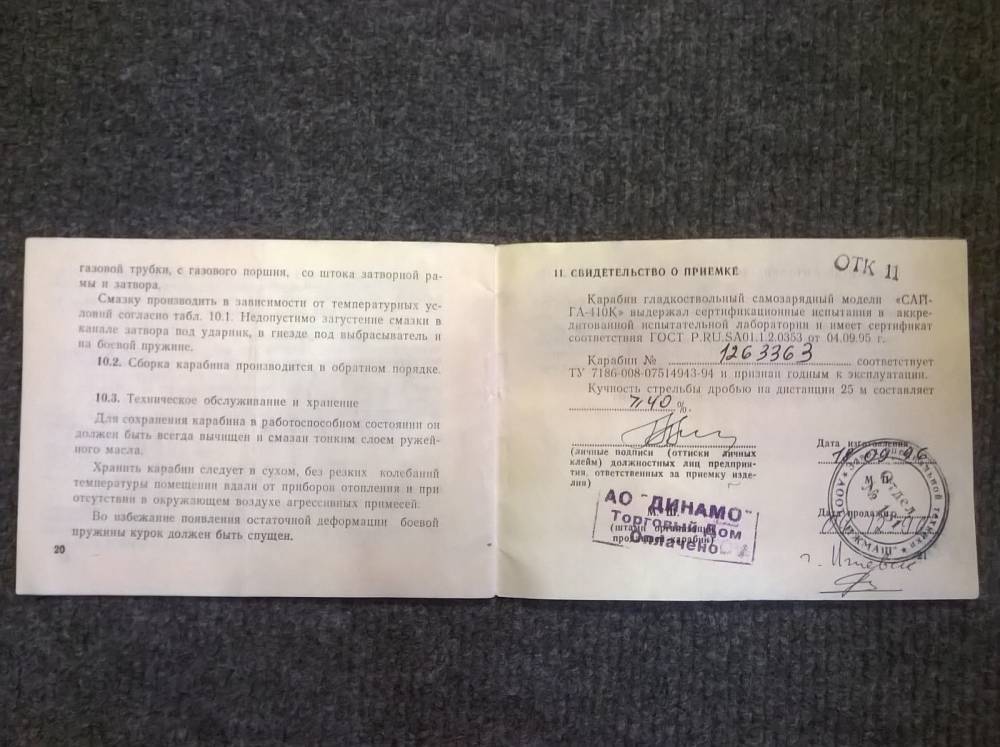 газовой трубки, с газового поршня, со штока затворной ра-
мы и затвора.
Смазку производить в зависимости от температурных ус-
ловий согласно табл. 10.1. Недопустимо загустение смазки в
канале затвора под ударник, в гнезде под выбрасыватель и
на боевой пружине.
10.2. Сборка карабина производится в обратном порядке.
10.3. Техническое обслуживание и хранение
Для сохранения карабина в работоспособном состоянии он
должен быть всегда вычищен и смазан тонким слоем ружей-
ного масла.
Хранить карабин следует в сухом, без резких колебаний
температуры помещении вдали от приборов отопления и при
отсутствии в окружающем воздухе агрессивных примесей.
Во избежание появления остаточной деформации боевой
пружины курок должен быть спущен.
20
11. СВИДЕТЕЛЬСТВО О ПРИЕМКЕ
ОТК 11
Карабин гладкоствольный самозарядный модели «САЙ-
ГА-410К» выдержал сертификационные испытания в аккре-
дитованной испытательной лаборатории и имеет сертификат
соответствия ГОСТ Р.RU.SA01.1.2.0353 от 04.09.95 г.
Карабин № 1263363 соответствует
ТУ 7186-008-07514943-94 и признан годным к эксплуатации.
Кучность стрельбы дробью на дистанции 25 м составляет
40 %.
(личные подписи (оттиски личных
клейм) должностных лиц предприя-
тия, ответственных за приемку изде-
лия)
Дата изготовления
М. П.
Дата продажи
АО "ДИНАМО"
Торговый Дом
Оплачено
(штамп организации,
продавшей карабин)
Отдел
г. Ижевск